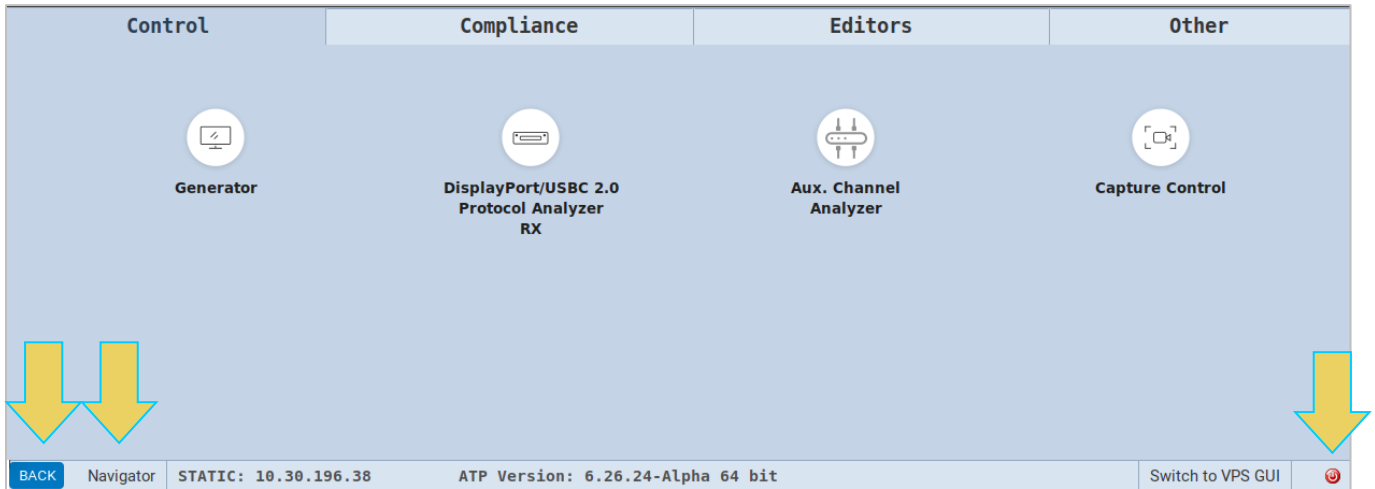 Control Compliance Editors Other
Generator DisplayPort/USBC 2.0 Aux. Channel Capture Control
Protocol Analyzer Analyzer
RX
BACK Navigator STATIC: 10.30.196.38 ATP Version: 6.26.24-Alpha 64 bit Switch to VPS GUI